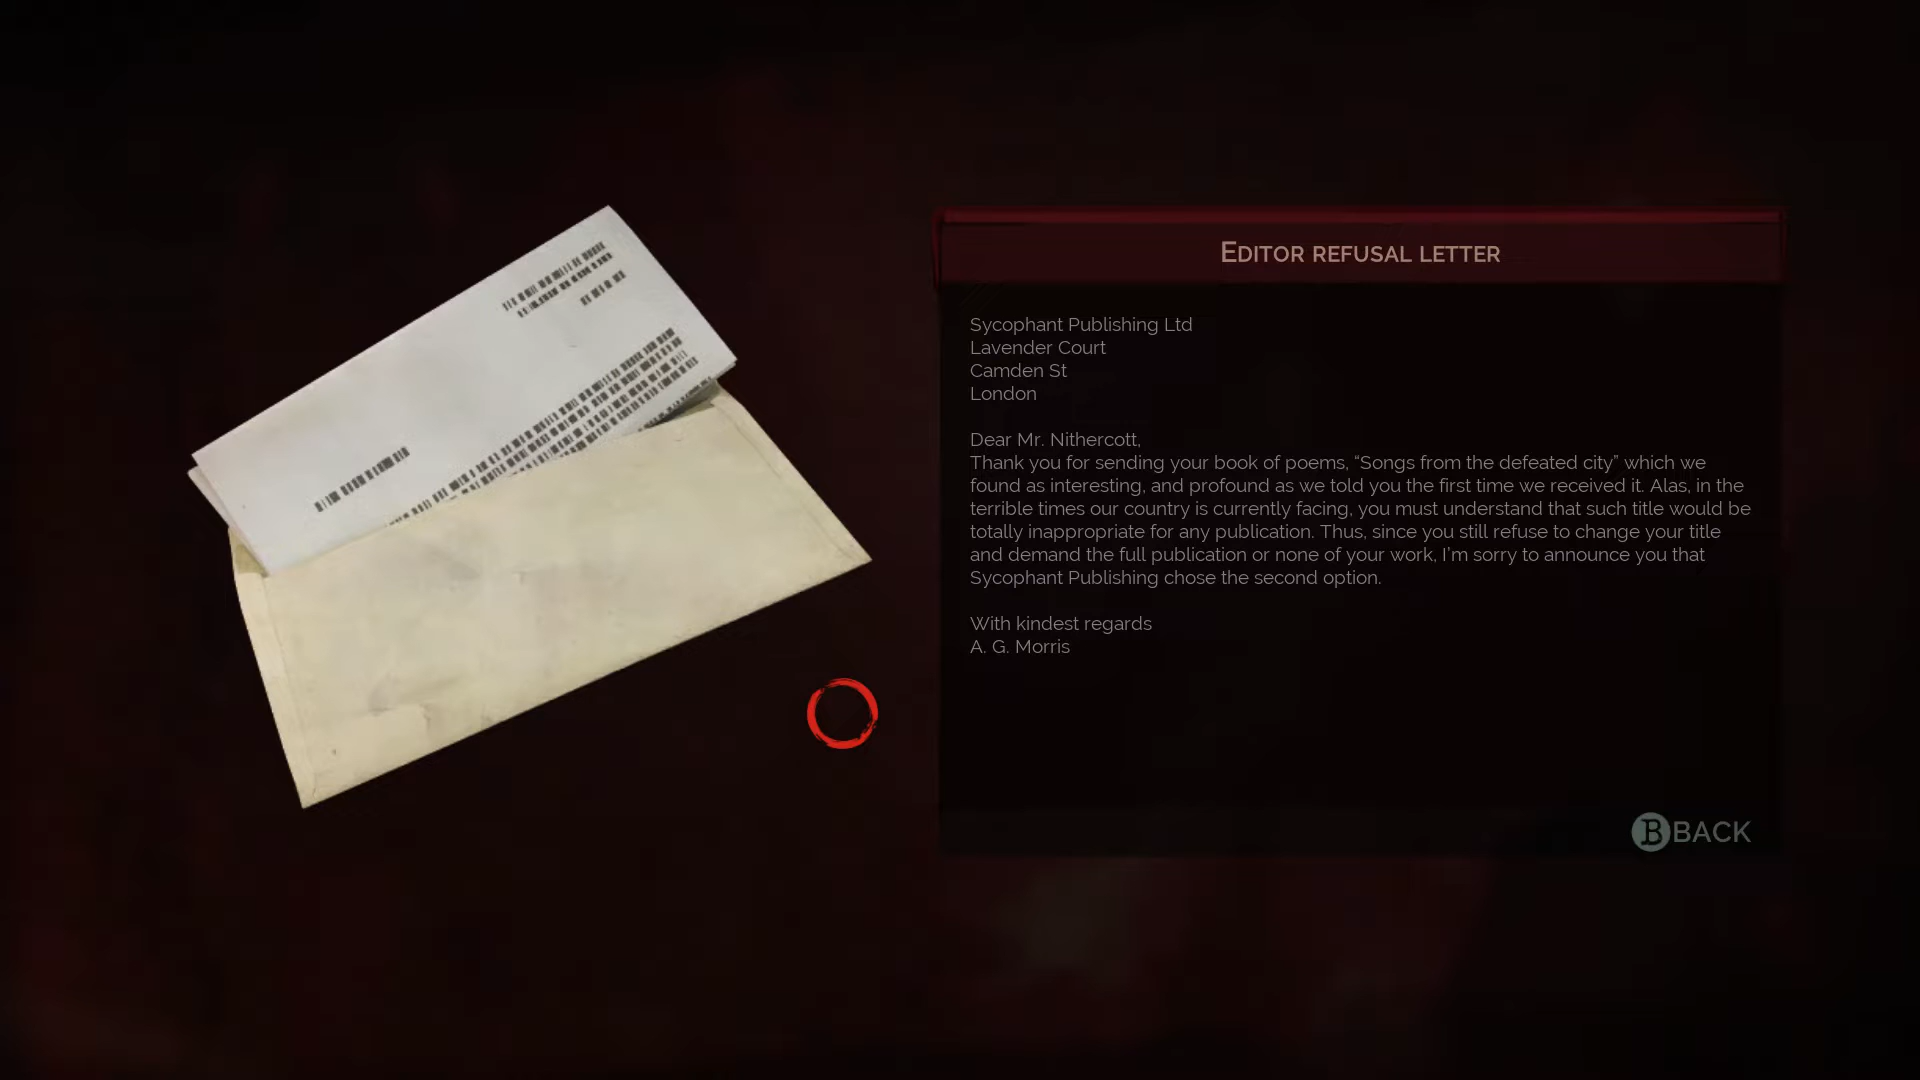 Editor refusal letter
Sycophant Publishing Ltd
Lavender Court
Camden St
London
Dear Mr. Nithercott,
Thank you for sending your book of poems, “Songs from the defeated city” which we
found as interesting, and profound as we told you the first time we received it. Alas, in the
terrible times our country is currently facing, you must understand that such title would be
totally inappropriate for any publication. Thus, since you still refuse to change your title
and demand the full publication or none of your work, I'm sorry to announce you that
Sycophant Publishing chose the second option.
With kindest regards
A. G. Morris
B BACK